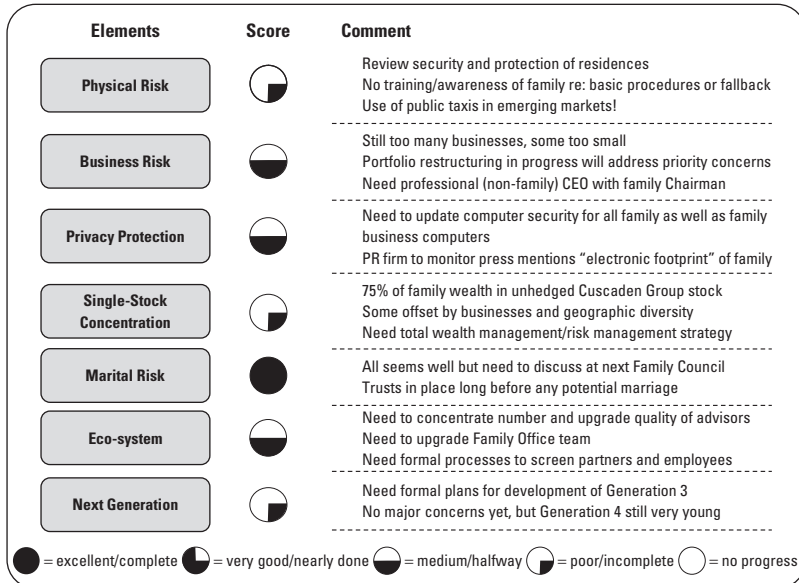 Elements Score Comment
Physical Risk
Review security and protection of residences
No training/awareness of family re: basic procedures or fallback
Use of public taxis in emerging markets!
Business Risk
Still too many businesses, some too small
Portfolio restructuring in progress will address priority concerns
Need professional (non-family) CEO with family Chairman
Privacy Protection
Need to update computer security for all family as well as family
business computers
PR firm to monitor press mentions “electronic footprint” of family
Single-Stock
Concentration
75% of family wealth in unhedged Cuscaden Group stock
Some offset by businesses and geographic diversity
Need total wealth management/risk management strategy
Marital Risk
All seems well but need to discuss at next Family Council
Trusts in place long before any potential marriage
Eco-system
Need to concentrate number and upgrade quality of advisors
Need to upgrade Family Office team
Need formal processes to screen partners and employees
Next Generation
Need formal plans for development of Generation 3
No major concerns yet, but Generation 4 still very young
= excellent/complete = very good/nearly done = medium/halfway = poor/incomplete = no progress